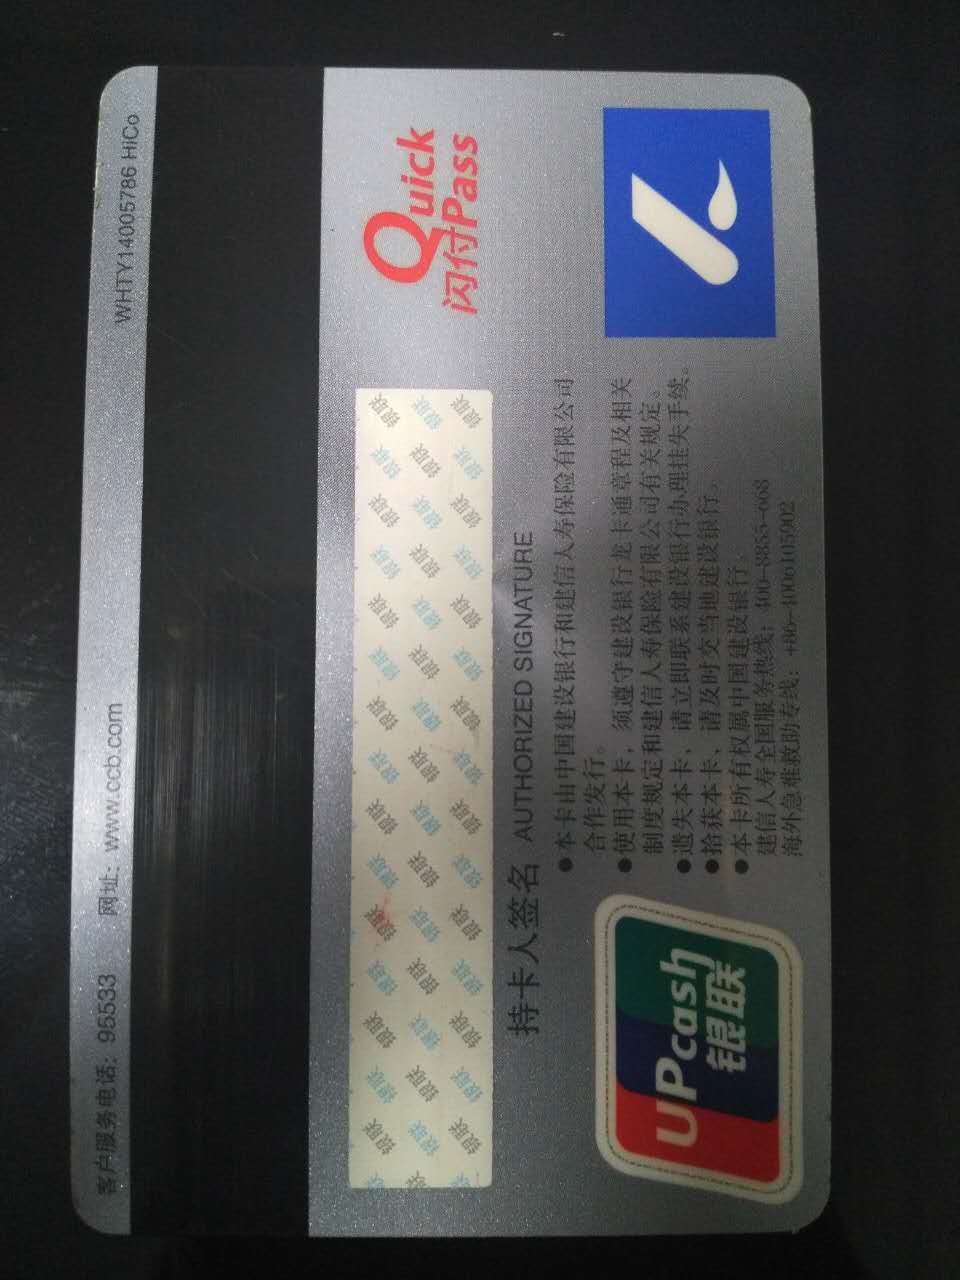 客户服务电话：95533 网址：www.ccb.com WHTY14005786 HiCo
Quick
闪付Pass
持卡人签名 AUTHORIZED SIGNATURE
●本卡由中国建设银行和建信人寿保险有限公司
合作发行。
●使用本卡，须遵守建设银行龙卡通章程及相关
制度规定和建信人寿保险有限公司有关规定。
●遗失本卡，请立即联系建设银行办理挂失手续。
●拾获本卡，请及时交当地建设银行。
●本卡所有权属中国建设银行。
建信人寿全国服务热线：400-8855-668
海外急难救助专线：+86-4006105902
UPcash
银联